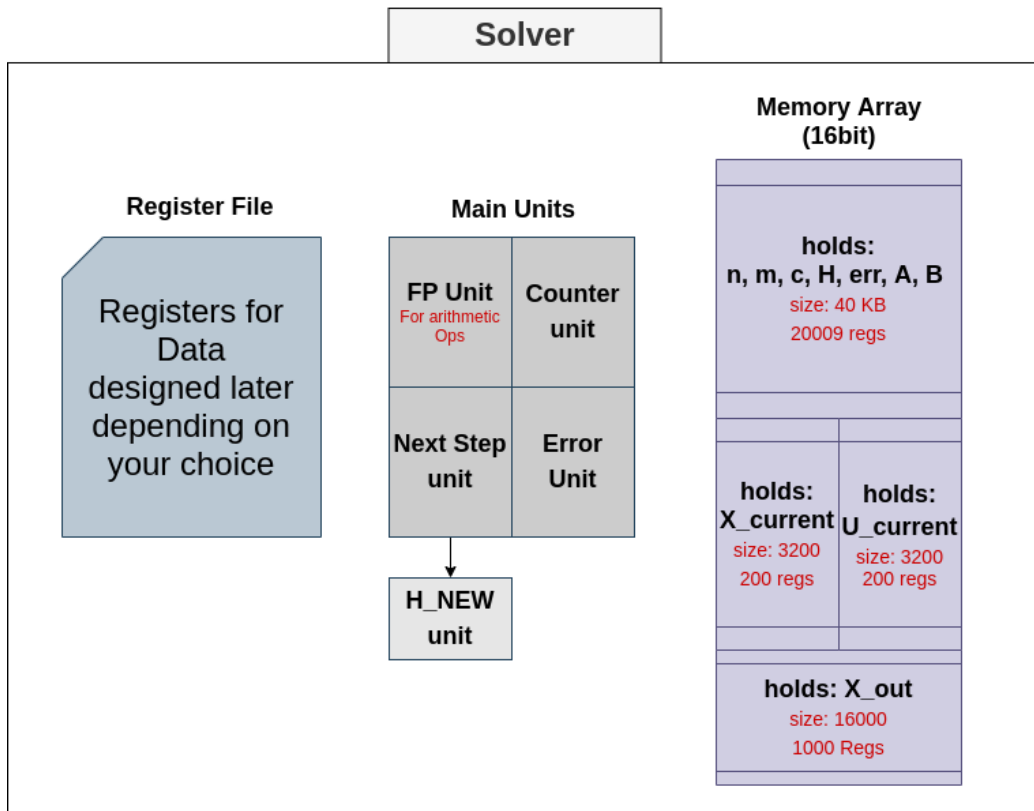 Solver
Register File
Registers for
Data
designed later
depending on
your choice
Main Units
FP Unit
For arithmetic
Ops
Counter
unit
Next Step
unit
Error
Unit
H_NEW
unit
Memory Array
(16bit)
holds:
n, m, c, H, err, A, B
size: 40 KB
20009 regs
holds:
X_current
size: 3200
200 regs
holds:
U_current
size: 3200
200 regs
holds: X_out
size: 16000
1000 Regs